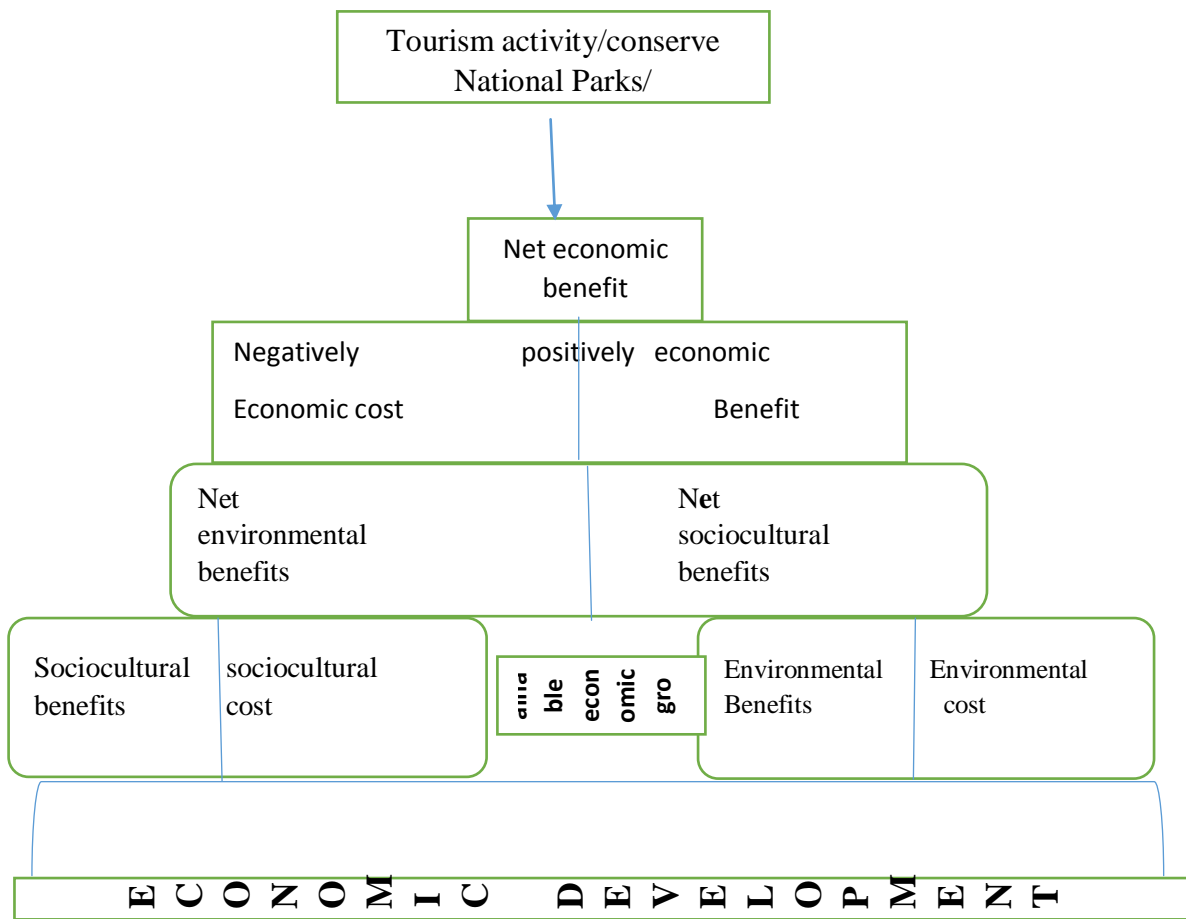 Tourism activity/conserve
National Parks/
Net economic
benefit
Negatively positively economic
Economic cost Benefit
Net
environmental
benefits
Net
sociocultural
benefits
Sociocultural
benefits
sociocultural
cost
ble
econ
omic
gro
Environmental
Benefits
Environmental
cost
ECONOMIC DEVELOPMENT